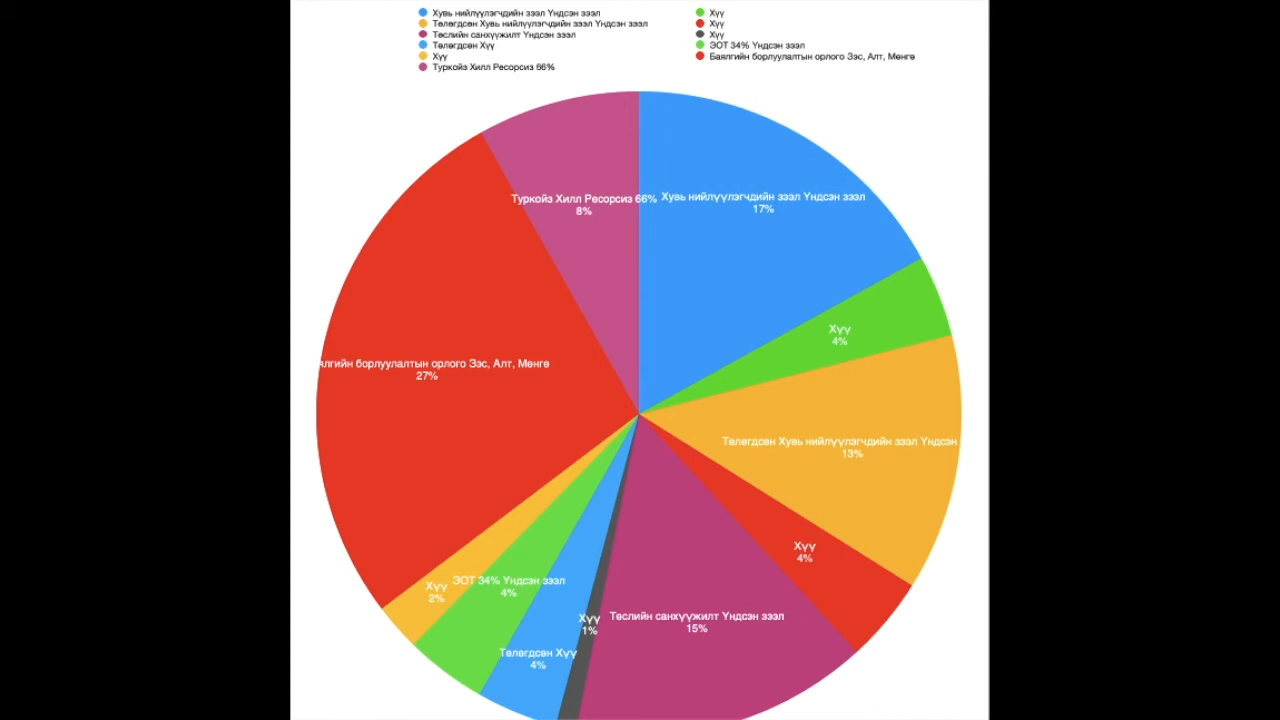 Хувь нийлүүлэгчдийн зээл Үндсэн зээл
Төлөгдсөн Хувь нийлүүлэгчдийн зээл Үндсэн зээл
Төслийн санхүүжилт Үндсэн зээл
Төлөгдсөн Хүү
Хүү
Туркойз Хилл Ресорсиз 66%
Хүү
Хүү
Хүү
ЭОТ 34% Үндсэн зээл
Баялгийн борлуулалтын орлого Зэс, Алт, Мөнгө
Туркойз Хилл Ресорсиз 66%
8%
Хувь нийлүүлэгчдийн зээл Үндсэн зээл
17%
Хүү
4%
ялгийн борлуулалтын орлого Зэс, Алт, Мөнгө
27%
Төлөгдсөн Хувь нийлүүлэгчдийн зээл Үндсэн
13%
Хүү
4%
ЭОТ 34% Үндсэн зээл
4%
Хүү
2%
Хүү
1%
Төслийн санхүүжилт Үндсэн зээл
15%
Төлөгдсөн Хүү
4%